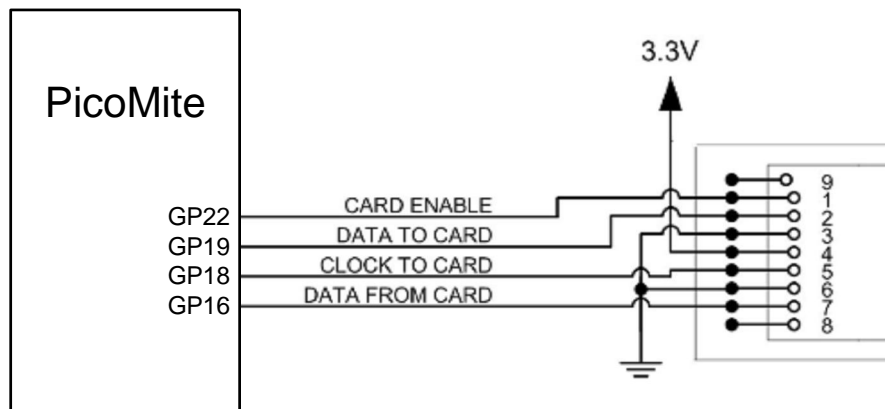 3.3V
PicoMite
GP22 CARD ENABLE
GP19 DATA TO CARD
GP18 CLOCK TO CARD
GP16 DATA FROM CARD
9
1
2
3
4
5
6
7
8